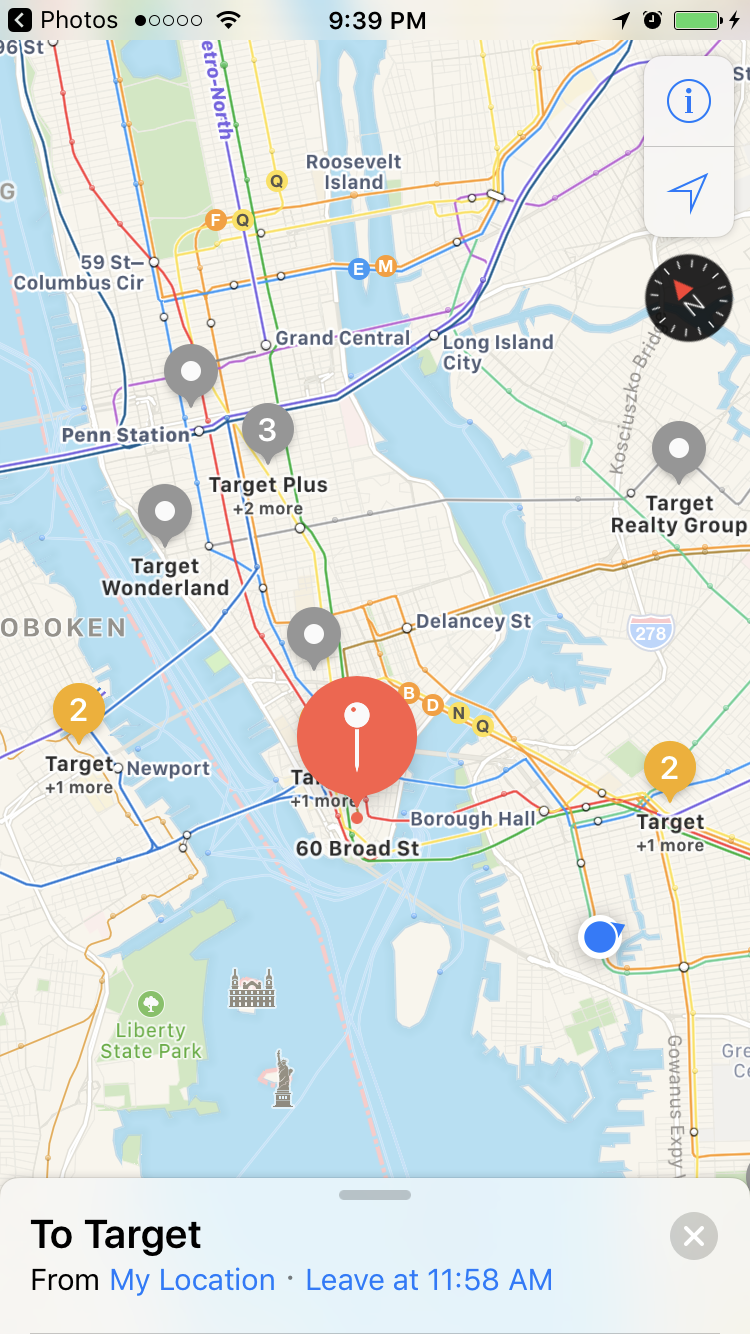 Photos
9:39 PM
96 St
etro-North
Q
Roosevelt
Island
F
Q
G
59 St–
Columbus Cir
E
M
N
Grand Central
Long Island
City
Kosciuszko Bridg
Penn Station
3
Target Plus
+2 more
Target
Realty Group
Target
Wonderland
OBOKEN
Delancey St
278
2
Target
+1 more
Newport
B
D
N
Q
Ta
+1 more
60 Broad St
Borough Hall
2
Target
+1 more
Liberty
State Park
Gowanus Expy
Gre
Ce
To Target
From My Location · Leave at 11:58 AM